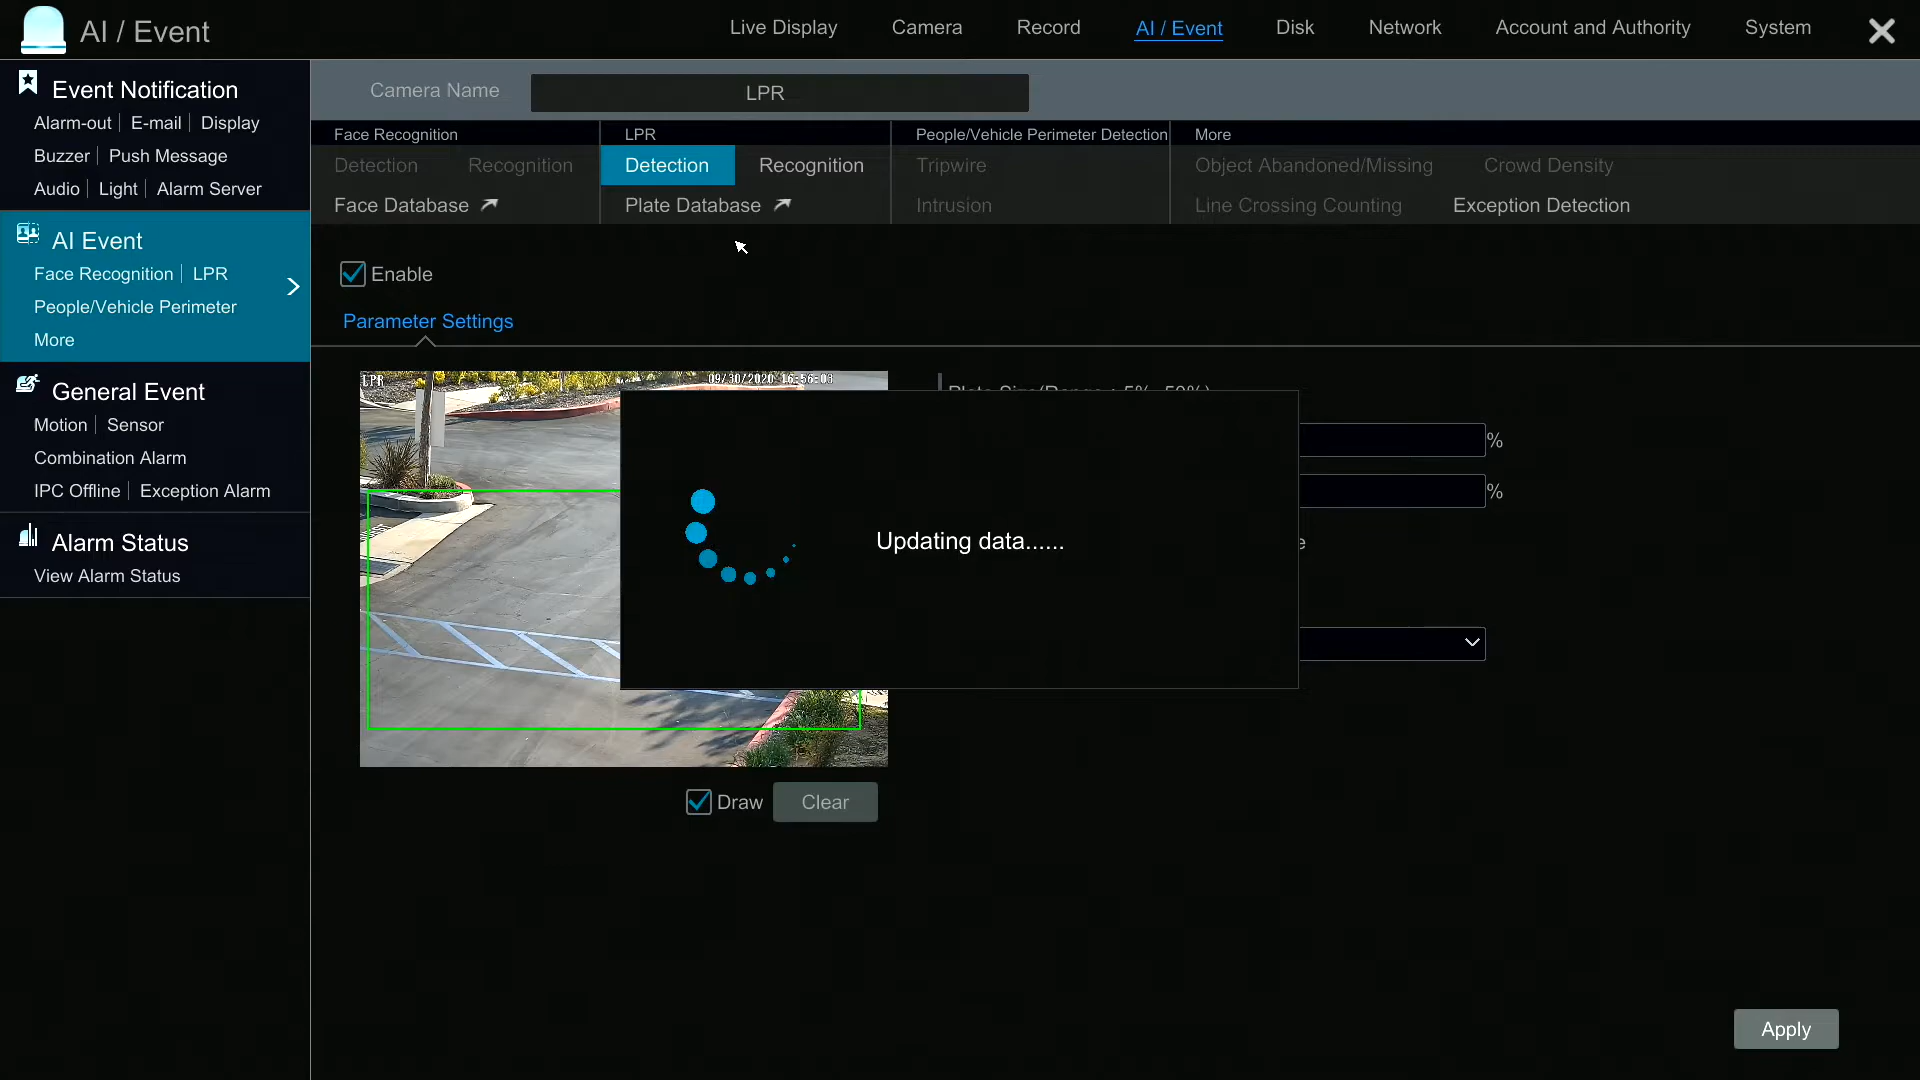 AI / Event
Live Display
Camera
Record
AI / Event
Disk
Network
Account and Authority
System
Event Notification
Alarm-out
E-mail
Display
Buzzer
Push Message
Audio
Light
Alarm Server
AI Event
Face Recognition
LPR
People/Vehicle Perimeter
More
General Event
Motion
Sensor
Combination Alarm
IPC Offline
Exception Alarm
Alarm Status
View Alarm Status
Camera Name
LPR
Face Recognition
Detection
Recognition
Face Database
LPR
Detection
Recognition
Plate Database
People/Vehicle Perimeter Detection
Tripwire
Intrusion
More
Object Abandoned/Missing
Crowd Density
Line Crossing Counting
Exception Detection
Enable
Parameter Settings
LPR
09/30/2020 16:56:03
%
%
e
Updating data......
Draw
Clear
Apply